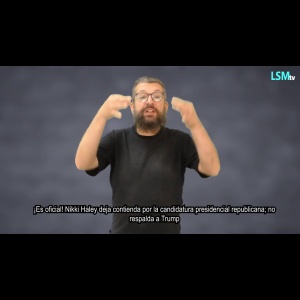 LSMtv
¡Es oficial! Nikki Haley deja contienda por la candidatura presidencial republicana; no
respalda a Trump